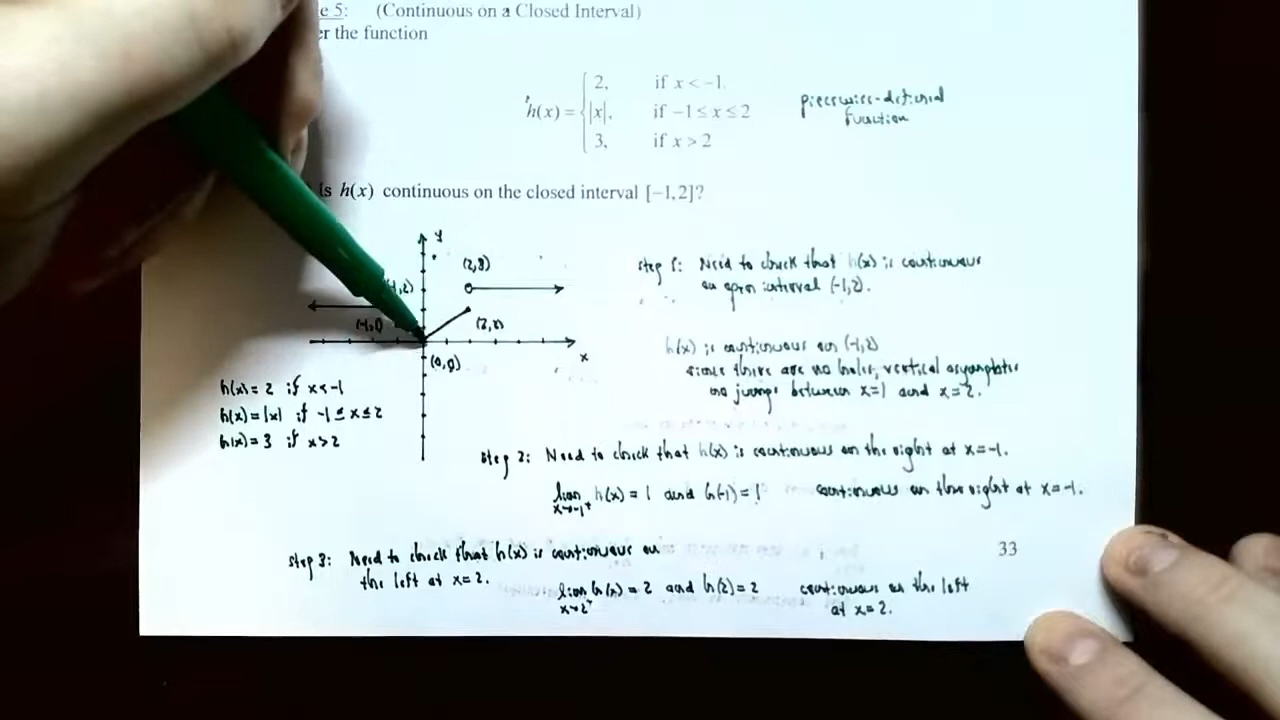 e 5: (Continuous on a Closed Interval)
er the function
h(x) = { 2, if x < -1.
|x|, if -1 ≤ x ≤ 2
3, if x > 2
piecewise-defined
function
is h(x) continuous on the closed interval [-1,2]?
y
(2,3)
(-1,2)
(2,2)
x
(0,0)
h(x) = 2 if x < -1
h(x) = |x| if -1 ≤ x ≤ 2
h(x) = 3 if x > 2
Step 1: Need to check that h(x) is continuous
on open interval (-1,2).
h(x) is continuous on (-1,2)
since there are no holes, vertical asymptotes
no jumps between x=1 and x=2.
Step 2: Need to check that h(x) is continuous on the right at x=-1.
lim x→-1⁺ h(x) = 1 and h(-1) = 1 continuous on the right at x=-1.
Step 3: Need to check that h(x) is continuous on
the left at x=2.
lim x→2⁻ h(x) = 2 and h(2) = 2 continuous on the left
at x=2.
33